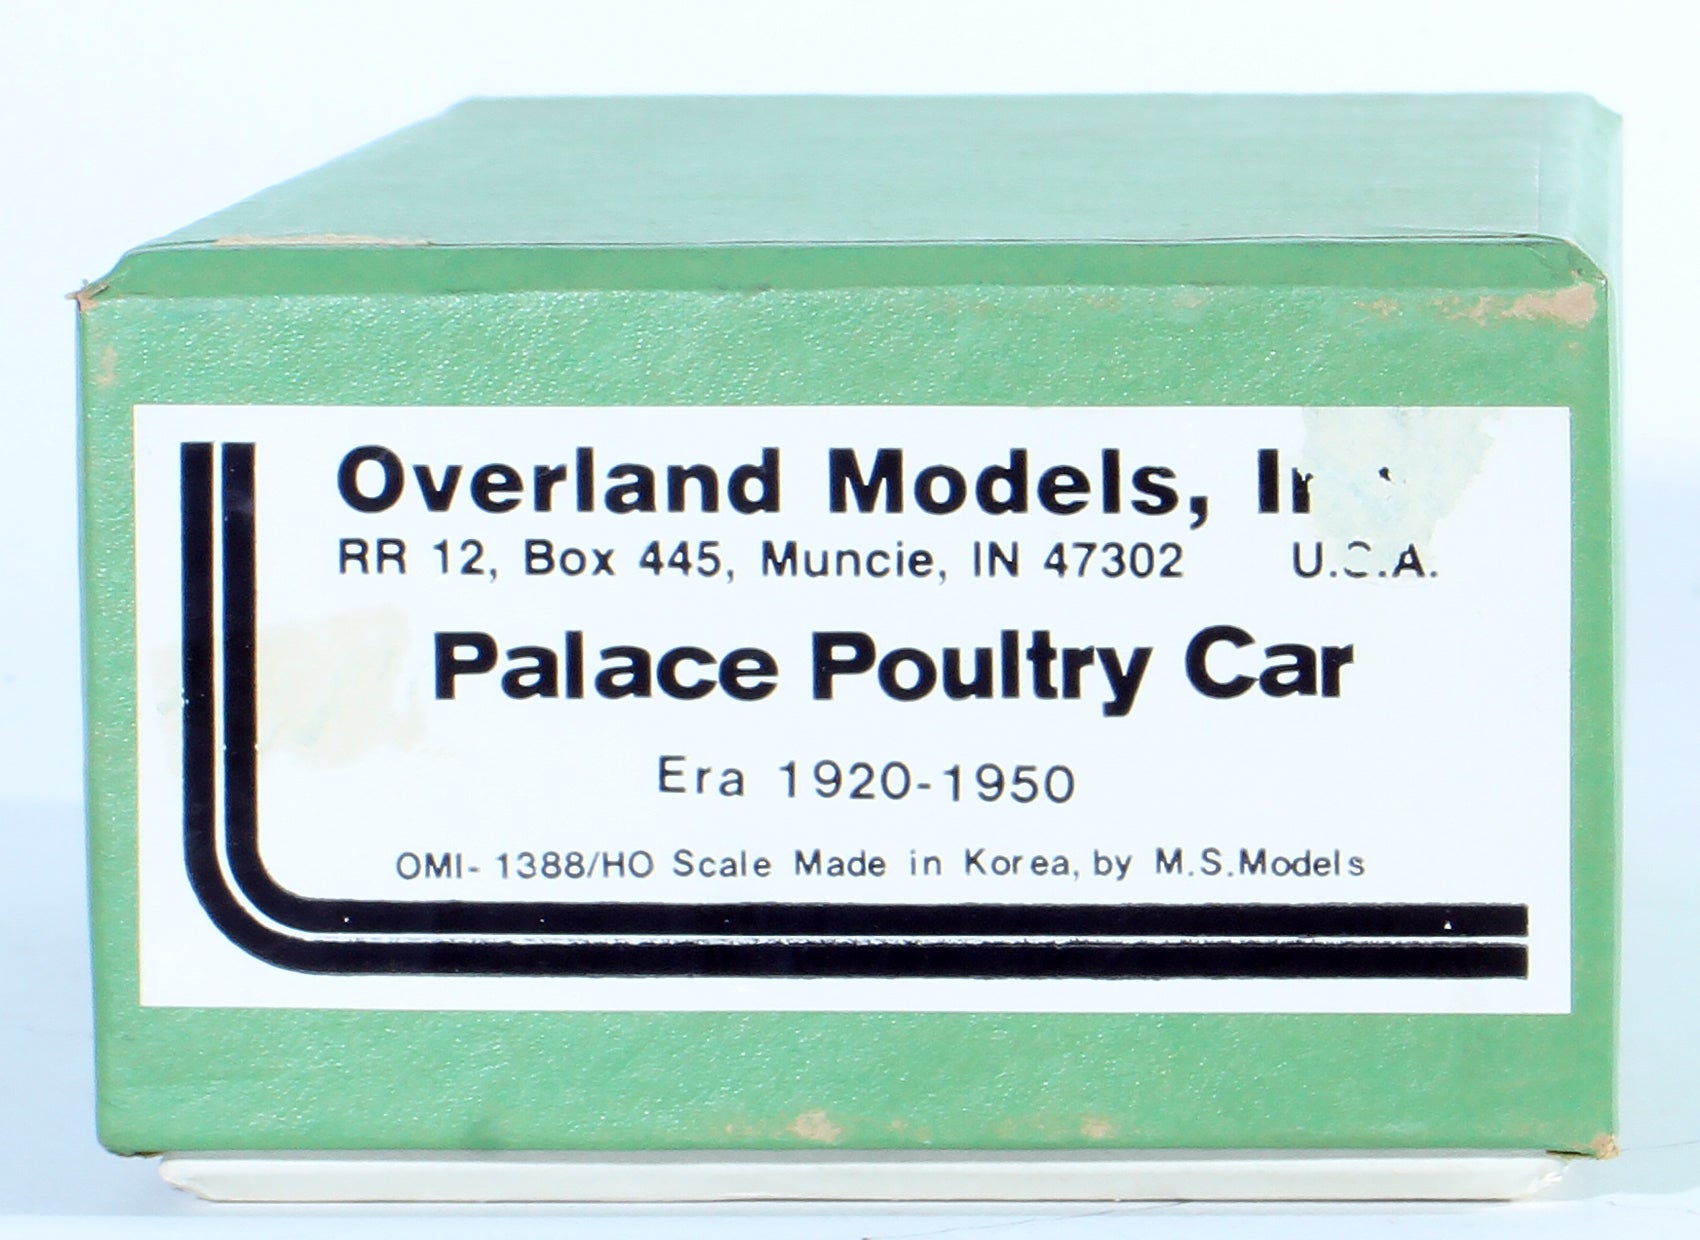 Overland Models,
RR 12, Box 445, Muncie, IN 47302
Palace Poultry Car
Era 1920-1950
OMI- 1388/HO Scale Made in Korea, by M.S.Models